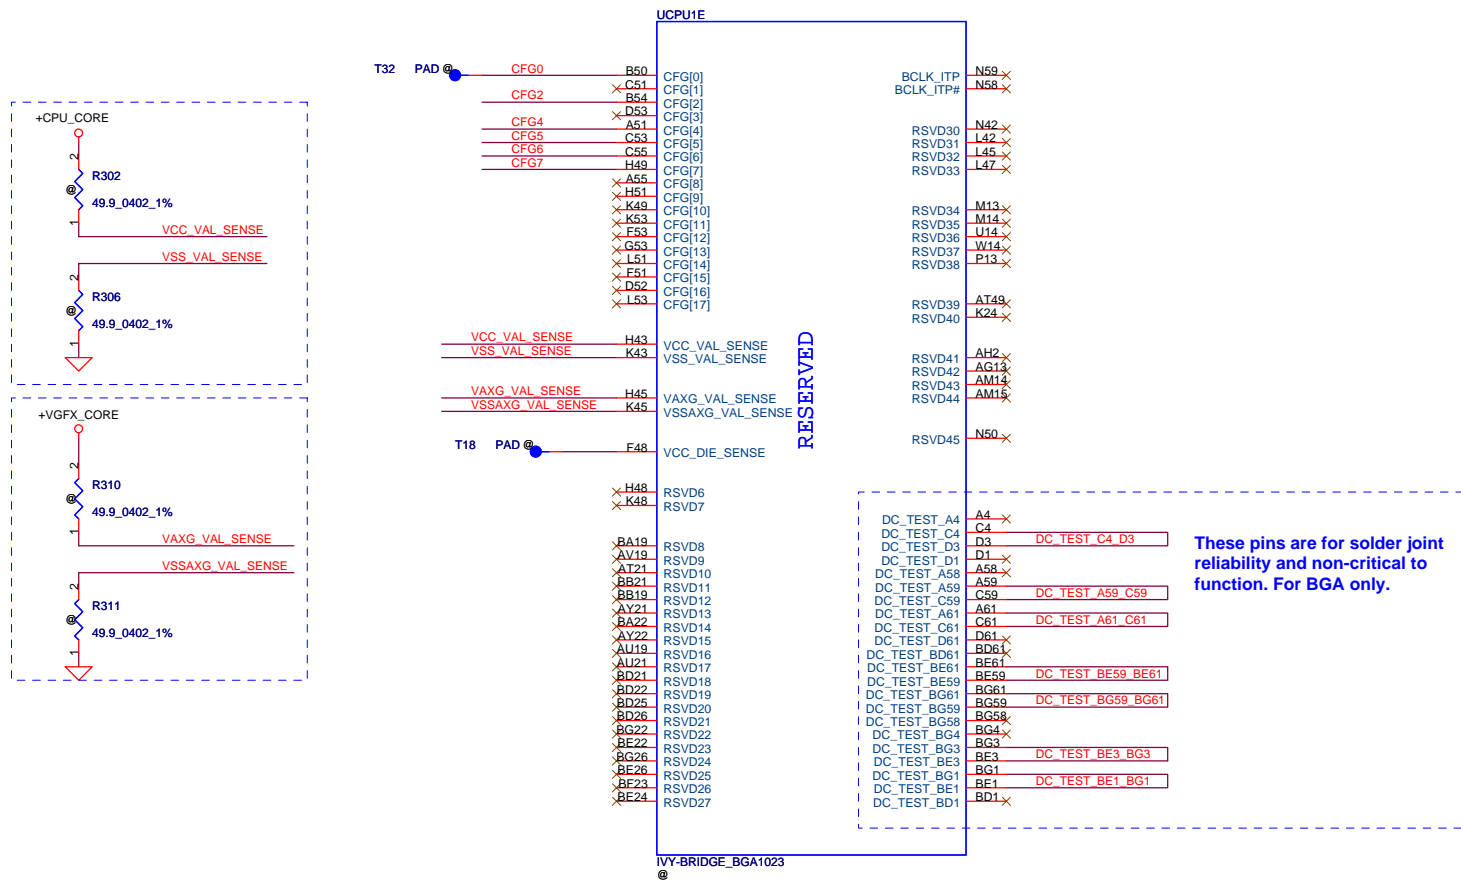 UCPU1E
T32 PAD @
CFG0 B50 CFG[0]
C51 CFG[1]
CFG2 B54 CFG[2]
D53 CFG[3]
CFG4 A51 CFG[4]
CFG5 C53 CFG[5]
CFG6 C55 CFG[6]
CFG7 H49 CFG[7]
A55 CFG[8]
H51 CFG[9]
K49 CFG[10]
K53 CFG[11]
F53 CFG[12]
G53 CFG[13]
L51 CFG[14]
F51 CFG[15]
D52 CFG[16]
L53 CFG[17]
VCC_VAL_SENSE H43 VCC_VAL_SENSE
VSS_VAL_SENSE K43 VSS_VAL_SENSE
VAXG_VAL_SENSE H45 VAXG_VAL_SENSE
VSSAXG_VAL_SENSE K45 VSSAXG_VAL_SENSE
T18 PAD @ F48 VCC_DIE_SENSE
H48 RSVD6
K48 RSVD7
BA19 RSVD8
AV19 RSVD9
AT21 RSVD10
BB21 RSVD11
BB19 RSVD12
AY21 RSVD13
BA22 RSVD14
AY22 RSVD15
AU19 RSVD16
AU21 RSVD17
BD21 RSVD18
BD22 RSVD19
BD25 RSVD20
BD26 RSVD21
BG22 RSVD22
BE22 RSVD23
BG26 RSVD24
BE26 RSVD25
BF23 RSVD26
BE24 RSVD27
RESERVED
BCLK_ITP N59
BCLK_ITP# N58
RSVD30 N42
RSVD31 L42
RSVD32 L45
RSVD33 L47
RSVD34 M13
RSVD35 M14
RSVD36 U14
RSVD37 W14
RSVD38 P13
RSVD39 AT49
RSVD40 K24
RSVD41 AH2
RSVD42 AG13
RSVD43 AM14
RSVD44 AM15
RSVD45 N50
DC_TEST_A4 A4
DC_TEST_C4 C4
DC_TEST_D3 D3 DC_TEST_C4_D3
DC_TEST_D1 D1
DC_TEST_A58 A58
DC_TEST_A59 A59
DC_TEST_C59 C59 DC_TEST_A59_C59
DC_TEST_A61 A61
DC_TEST_C61 C61 DC_TEST_A61_C61
DC_TEST_D61 D61
DC_TEST_BD61 BD61
DC_TEST_BE61 BE61
DC_TEST_BE59 BE59 DC_TEST_BE59_BE61
DC_TEST_BG61 BG61
DC_TEST_BG59 BG59 DC_TEST_BG59_BG61
DC_TEST_BG58 BG58
DC_TEST_BG4 BG4
DC_TEST_BG3 BG3
DC_TEST_BE3 BE3 DC_TEST_BE3_BG3
DC_TEST_BG1 BG1
DC_TEST_BE1 BE1 DC_TEST_BE1_BG1
DC_TEST_BD1 BD1
These pins are for solder joint
reliability and non-critical to
function. For BGA only.
IVY-BRIDGE_BGA1023
@
+CPU_CORE
2
R302
@
49.9_0402_1%
1
VCC_VAL_SENSE
VSS_VAL_SENSE
2
R306
@
49.9_0402_1%
1
+VGFX_CORE
2
R310
@
49.9_0402_1%
1
VAXG_VAL_SENSE
VSSAXG_VAL_SENSE
2
R311
@
49.9_0402_1%
1